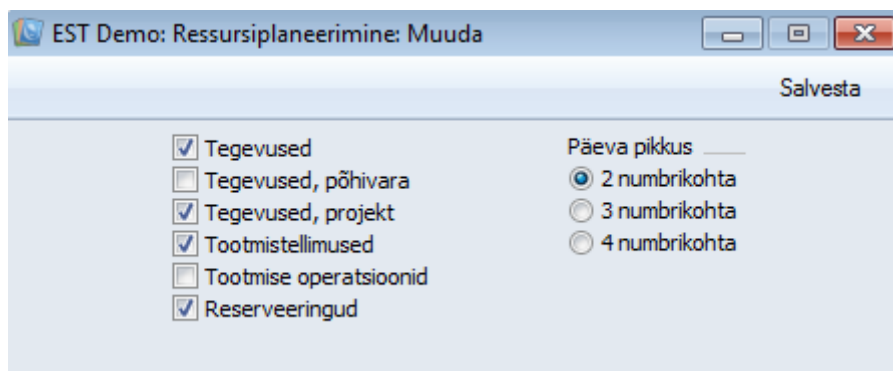 EST Demo: Ressursiplaneerimine: Muuda
Salvesta
Tegevused
Tegevused, põhivara
Tegevused, projekt
Tootmistellimused
Tootmise operatsioonid
Reserveeringud
Päeva pikkus
2 numbrikohta
3 numbrikohta
4 numbrikohta